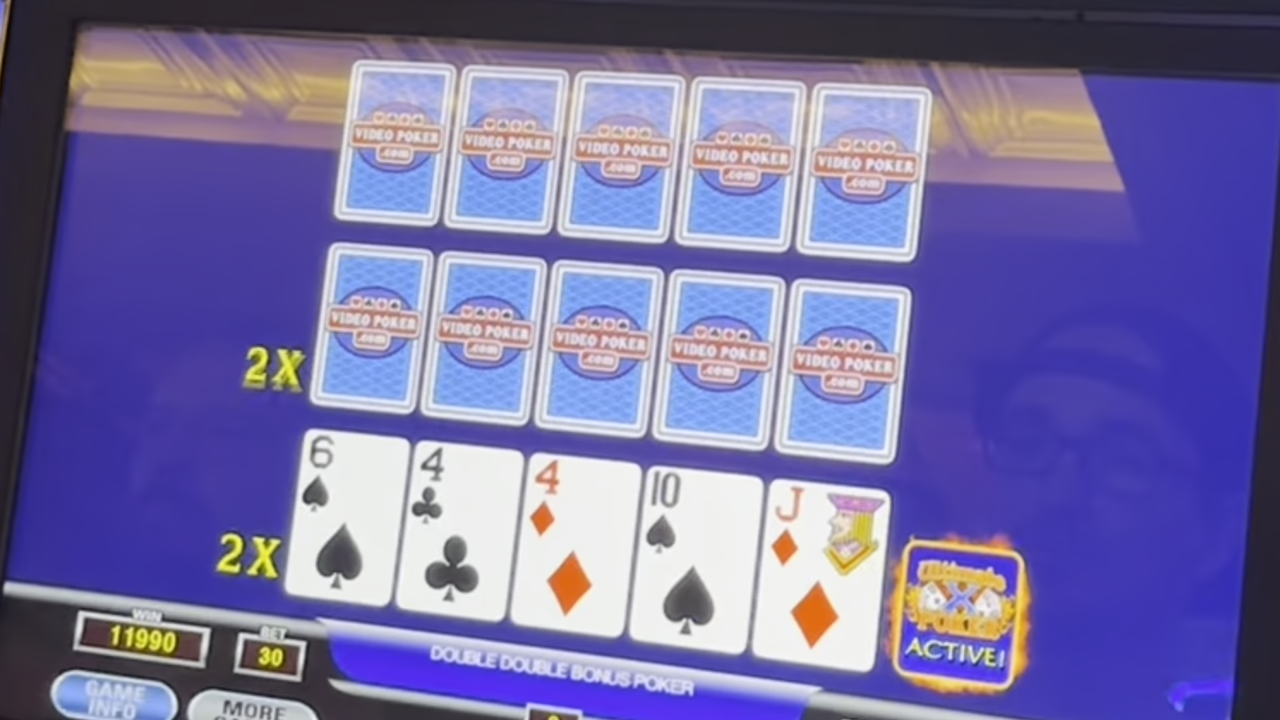 VIDEO POKER .com
VIDEO POKER .com
VIDEO POKER .com
VIDEO POKER .com
VIDEO POKER .com
VIDEO POKER .com
VIDEO POKER .com
VIDEO POKER .com
VIDEO POKER .com
VIDEO POKER .com
2X
2X
6
4
4
10
J
Ultimate
X
POKER
ACTIVE!
WIN
11990
BET
30
DOUBLE DOUBLE BONUS POKER
GAME
INFO
MORE